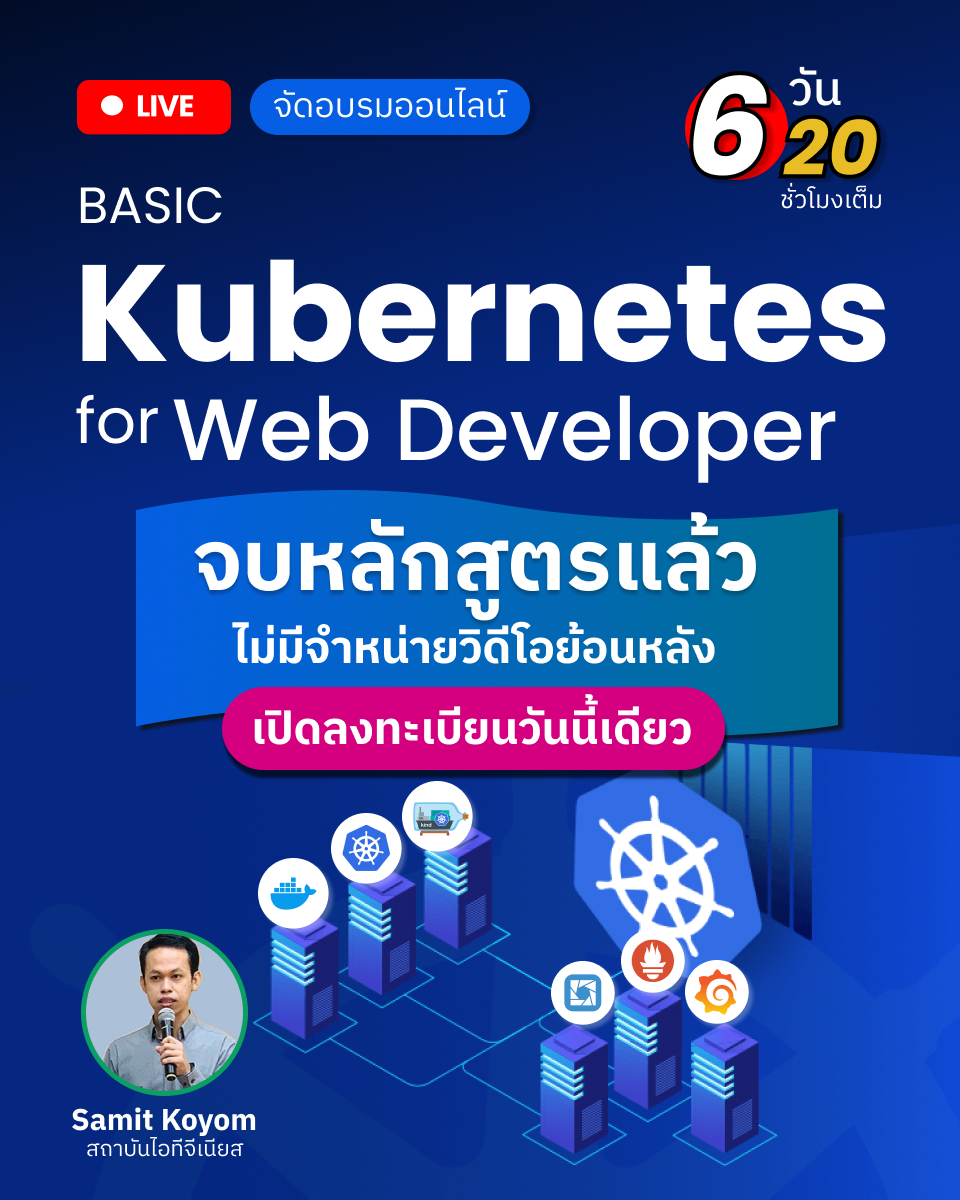 LIVE
จัดอบรมออนไลน์
6 วัน
20
ชั่วโมงเต็ม
BASIC
Kubernetes
for Web Developer
จบหลักสูตรแล้ว
ไม่มีจำหน่ายวิดีโอย้อนหลัง
เปิดลงทะเบียนวันนี้เดียว
kind
Samit Koyom
สถาบันไอทีจีเนียส